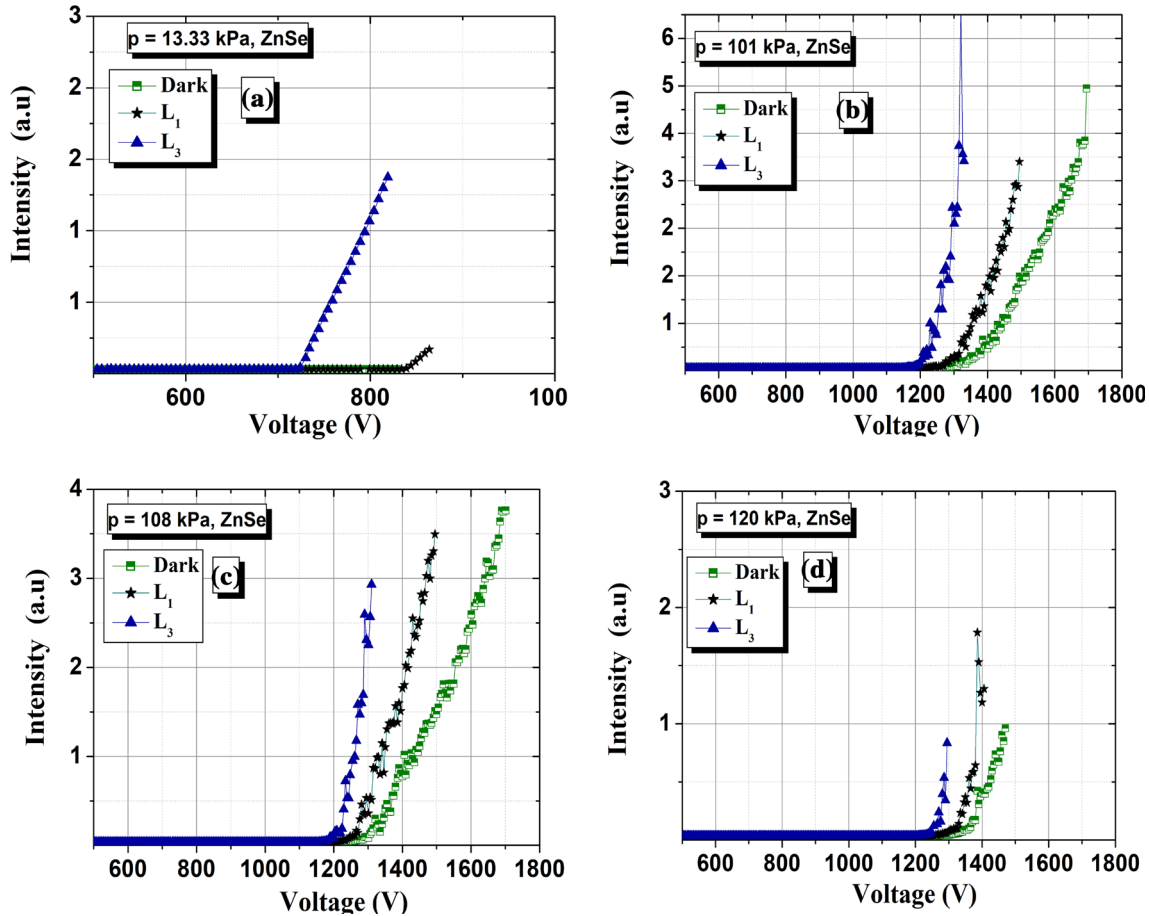 p = 13.33 kPa, ZnSe
(a)
Dark
L1
L3
3
2
2
1
1
Intensity (a.u)
600
800
100
Voltage (V)
p = 101 kPa, ZnSe
(b)
Dark
L1
L3
6
5
4
3
2
2
1
Intensity (a.u)
600
800
1000
1200
1400
1600
1800
Voltage (V)
p = 108 kPa, ZnSe
(c)
Dark
L1
L3
4
3
2
1
Intensity (a.u)
600
800
1000
1200
1400
1600
1800
Voltage (V)
p = 120 kPa, ZnSe
(d)
Dark
L1
L3
3
2
1
Intensity (a.u)
600
800
1000
1200
1400
1600
1800
Voltage (V)